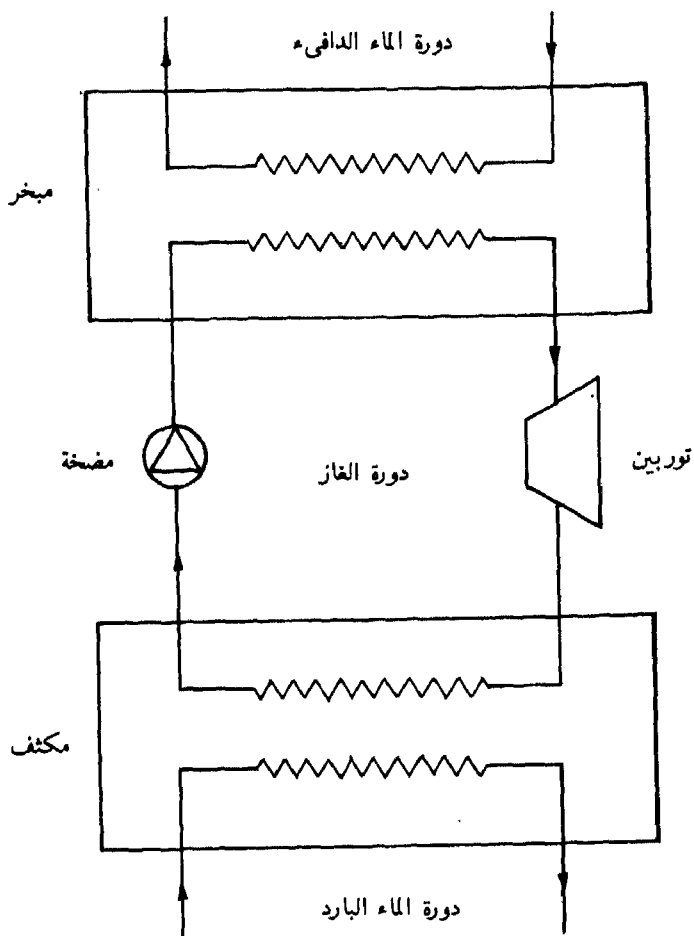 دورة الماء الدافىء
مبخر
توربين
دورة الغاز
مضخة
مكثف
دورة الماء البارد